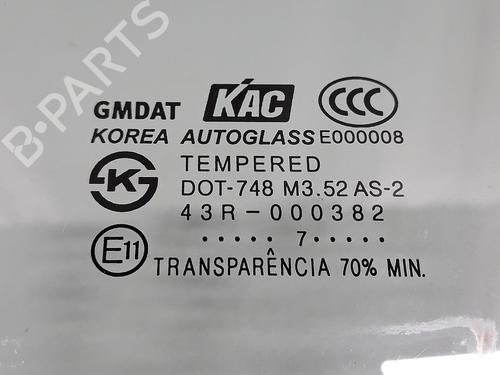 B-PARTS
GMDAT KAC CCC
KOREA AUTOGLASS E000008
TEMPERED
K DOT-748 M3.52 AS-2
43R-000382
..... 7 .....
E11 TRANSPARÊNCIA 70% MIN.